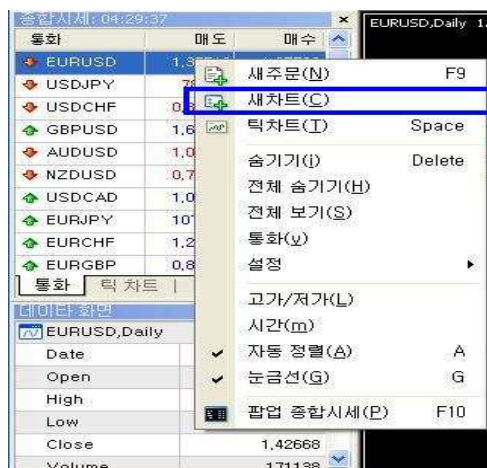 종합시세: 04:29:37
통화 매도 매수
EURUSD
USDJPY
USDCHF
GBPUSD
AUDUSD
NZDUSD
USDCAD
EURJPY
EURCHF
EURGBP
통화 틱 차트
데이타 화면
EURUSD,Daily
Date
Open
High
Low
Close 1,42668
Volume 171138
EURUSD,Daily
새주문(N) F9
새차트(C)
틱차트(T) Space
숨기기(i) Delete
전체 숨기기(H)
전체 보기(S)
통화(y)
설정
고가/저가(L)
시간(m)
자동 정렬(A) A
눈금선(G) G
팝업 종합시세(P) F10